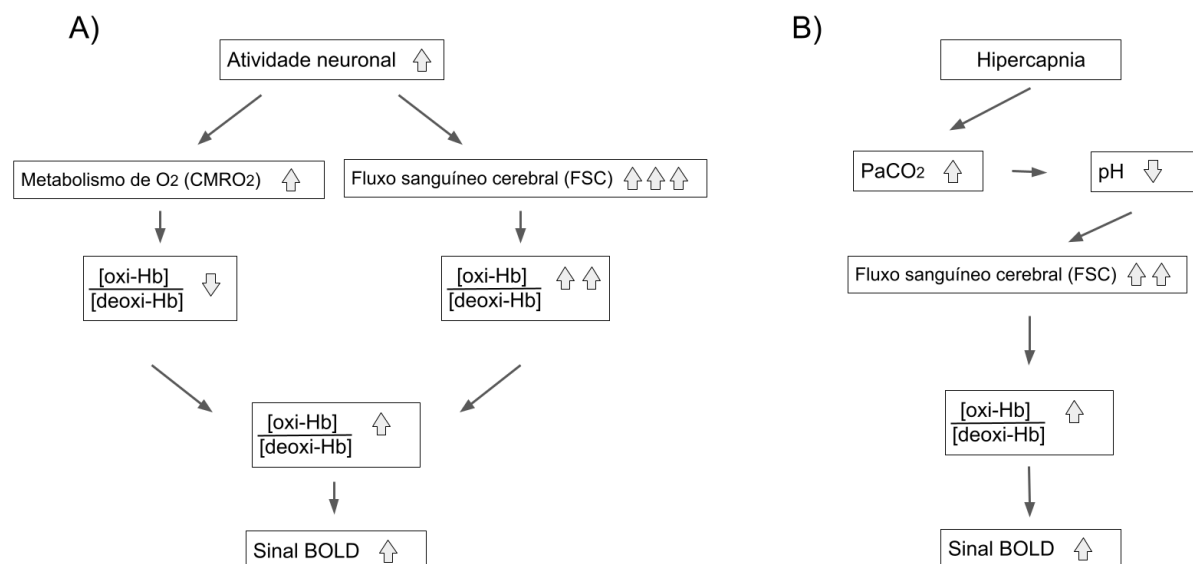 A)
Atividade neuronal
Metabolismo de O2 (CMRO2)
Fluxo sanguíneo cerebral (FSC)
[oxi-Hb]
[deoxi-Hb]
[oxi-Hb]
[deoxi-Hb]
[oxi-Hb]
[deoxi-Hb]
Sinal BOLD
B)
Hipercapnia
PaCO2
pH
Fluxo sanguíneo cerebral (FSC)
[oxi-Hb]
[deoxi-Hb]
Sinal BOLD